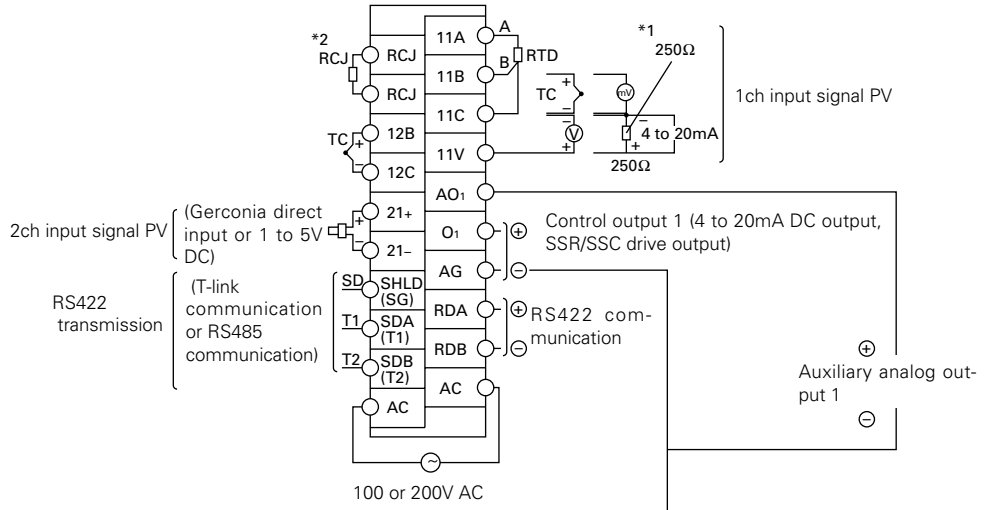 *2
RCJ
RCJ
RCJ
TC
+
−
12B
12C
21+
21–
+
−
2ch input signal PV
(Gerconia direct
input or 1 to 5V
DC)
RS422
transmission
(T-link
communication
or RS485
communication)
SD
SHLD
(SG)
T1
SDA
(T1)
T2
SDB
(T2)
AC
11A
11B
11C
11V
AO1
O1
AG
RDA
RDB
AC
A
B
RTD
TC
+
−
−
V
+
mV
*1
250Ω
−
4 to 20mA
+
250Ω
1ch input signal PV
+
−
Control output 1 (4 to 20mA DC output,
SSR/SSC drive output)
+
−
RS422 com-
munication
+
Auxiliary analog out-
put 1
−
~
100 or 200V AC